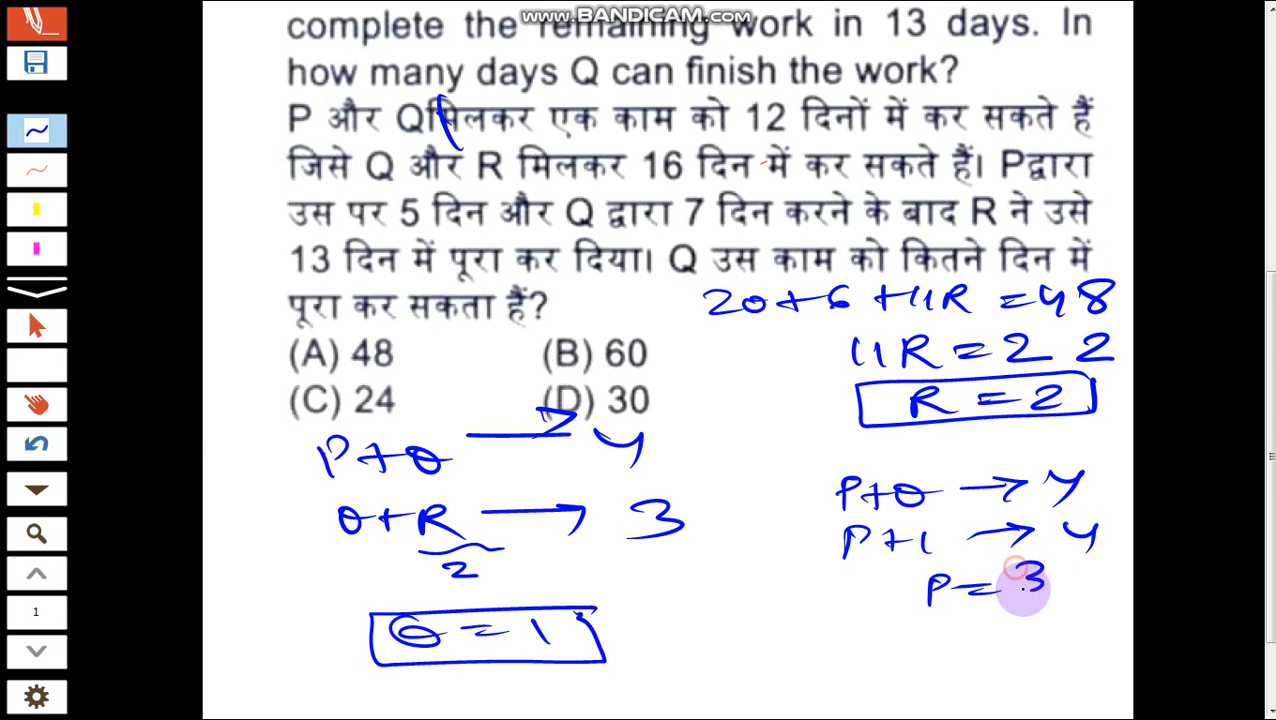 www.BANDICAM.com
complete the remaining work in 13 days. In
how many days Q can finish the work?
P और Q मिलकर एक काम को 12 दिनों में कर सकते हैं
जिसे Q और R मिलकर 16 दिन में कर सकते हैं। P द्वारा
उस पर 5 दिन और Q द्वारा 7 दिन करने के बाद R ने उसे
13 दिन में पूरा कर दिया। Q उस काम को कितने दिन में
पूरा कर सकता हैं?
20+6+11R=48
11R=22
R=2
(A) 48 (B) 60
(C) 24 (D) 30
P+Q → 4
Q+R → 3
2
Q=1
P+Q → 4
P+1 → 4
P=3
1